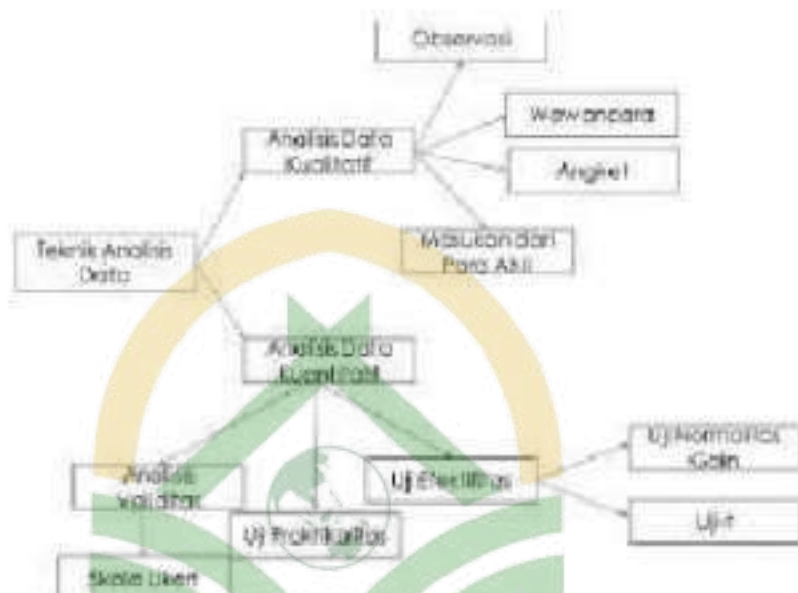 Observasi
Wawancara
Analisis Data
Kualitatif
Angket
Masukan dari
Para Ahli
Teknik Analisis
Data
Analisis Data
Kuantitatif
Uji Normalitas
Gain
Analisis
Validitas
Uji Efektifitas
Uji Praktikalitas
Uji-t
Skala Likert